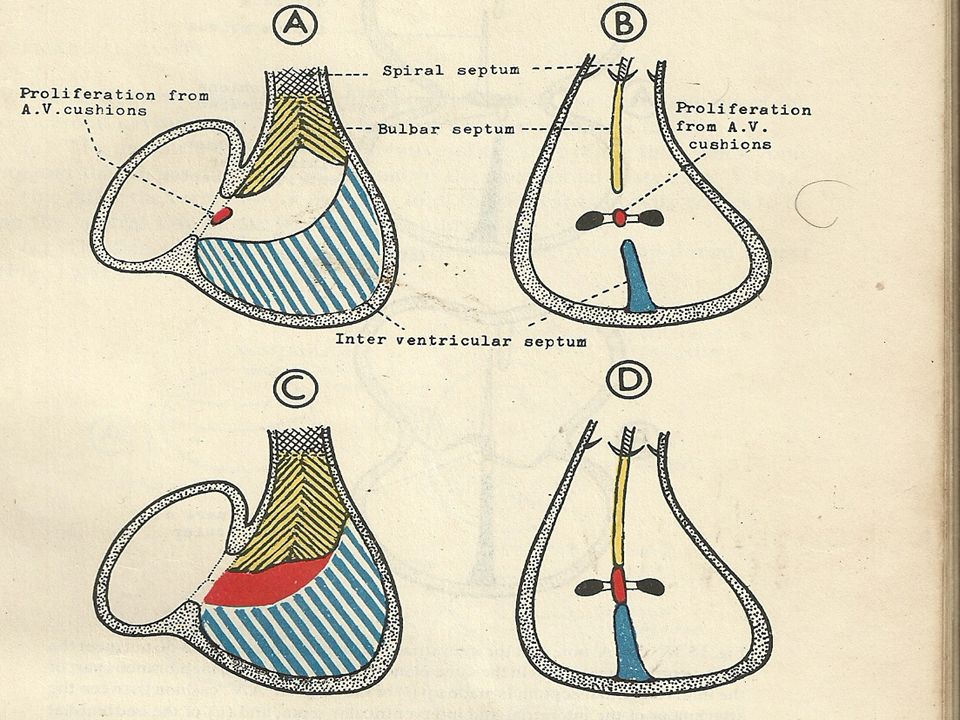 A
B
Spiral septum
Proliferation from
A.V.cushions
Bulbar septum
Proliferation
from A.V.
cushions
Inter ventricular septum
C
D